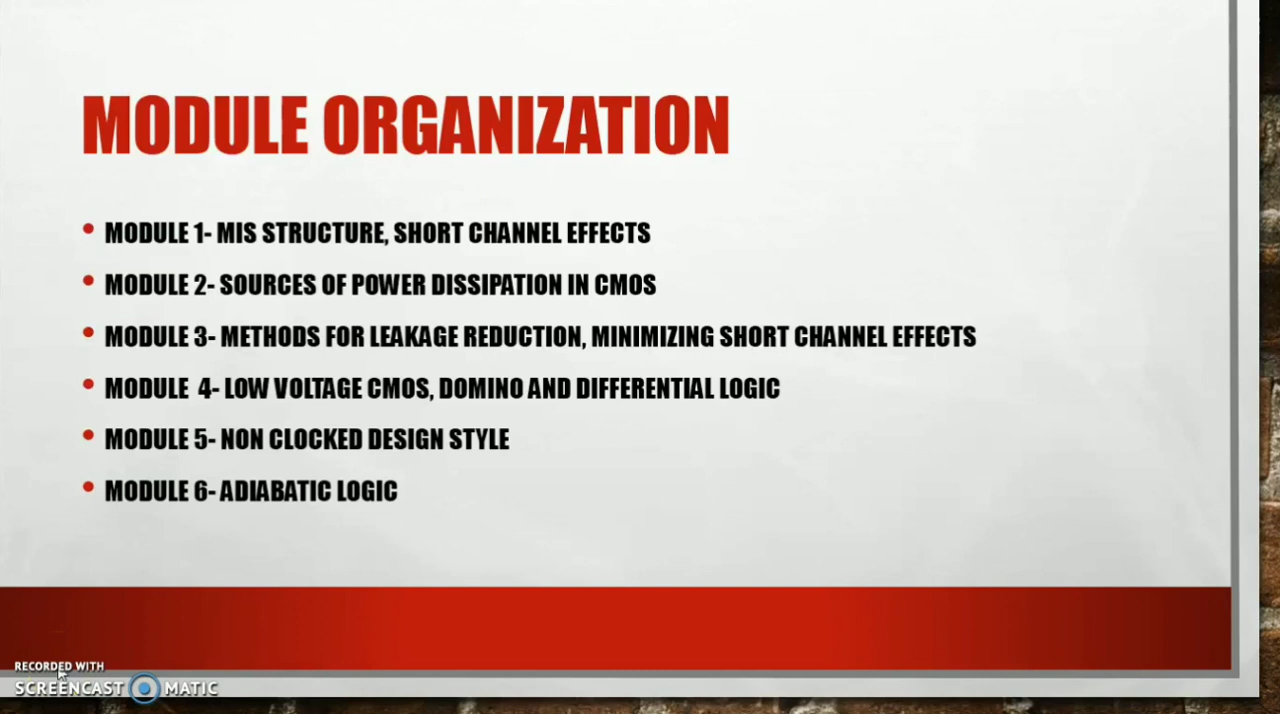 MODULE ORGANIZATION
• MODULE 1- MIS STRUCTURE, SHORT CHANNEL EFFECTS
• MODULE 2- SOURCES OF POWER DISSIPATION IN CMOS
• MODULE 3- METHODS FOR LEAKAGE REDUCTION, MINIMIZING SHORT CHANNEL EFFECTS
• MODULE  4- LOW VOLTAGE CMOS, DOMINO AND DIFFERENTIAL LOGIC
• MODULE 5- NON CLOCKED DESIGN STYLE
• MODULE 6- ADIABATIC LOGIC
RECORDED WITH
SCREENCAST MATIC